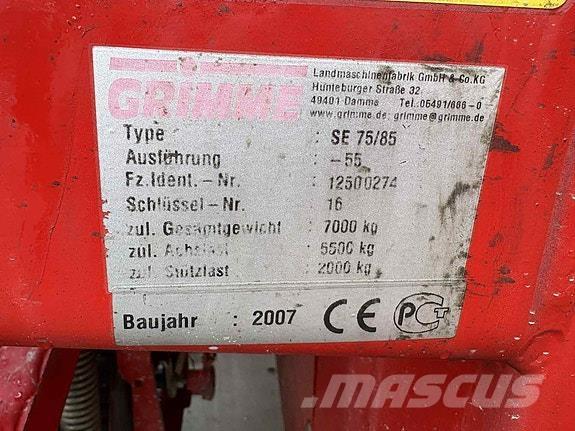 GRIMME
Landmaschinenfabrik GmbH & Co.KG
Hunteburger Straße 32
49401 Damme Tel.:05491/666-0
www.grimme.de; grimme@grimme.de
Type : SE 75/85
Ausführung : -55
Fz.Ident.-Nr. : 12500274
Schlüssel-Nr. : 16
zul. Gesamtgewicht : 7000 kg
zul. Achslast : 5500 kg
zul. Stützlast : 2000 kg
Baujahr : 2007 CE PCT
MASCUS